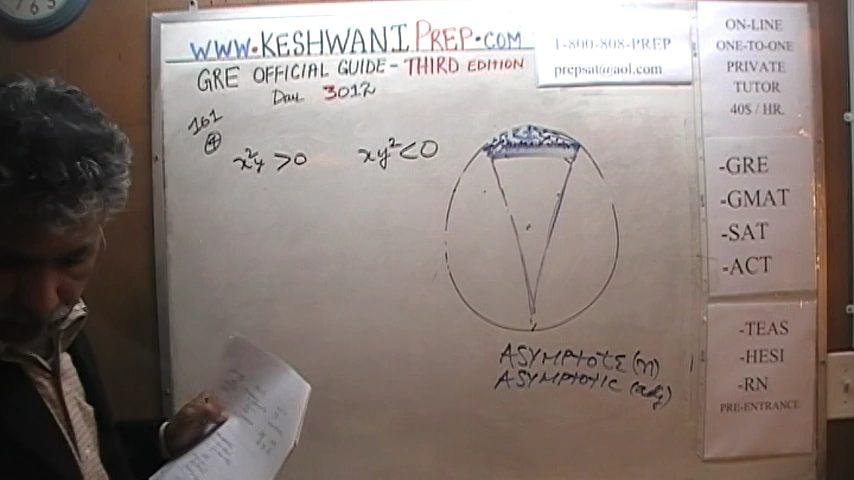 WWW.KESHWANIPREP.COM
GRE OFFICIAL GUIDE - THIRD EDITION
Day 3012
161
4
x²y > 0
xy² < 0
ASYMPTOTE (n)
ASYMPTOTIC (adj)
1-800-808-PREP
prepsat@aol.com
ON-LINE
ONE-TO-ONE
PRIVATE
TUTOR
40$ / HR.
-GRE
-GMAT
-SAT
-ACT
-TEAS
-HESI
-RN
PRE-ENTRANCE